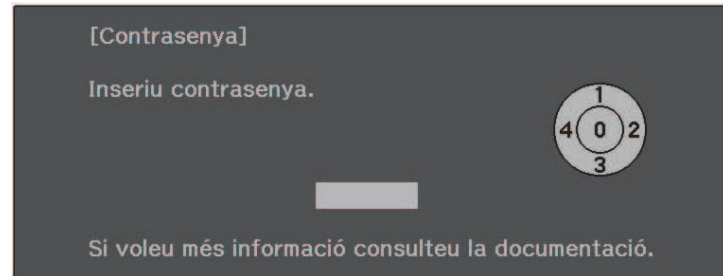 [Contrasenya]
Inseriu contrasenya.
1
4 0 2
3
Si voleu més informació consulteu la documentació.